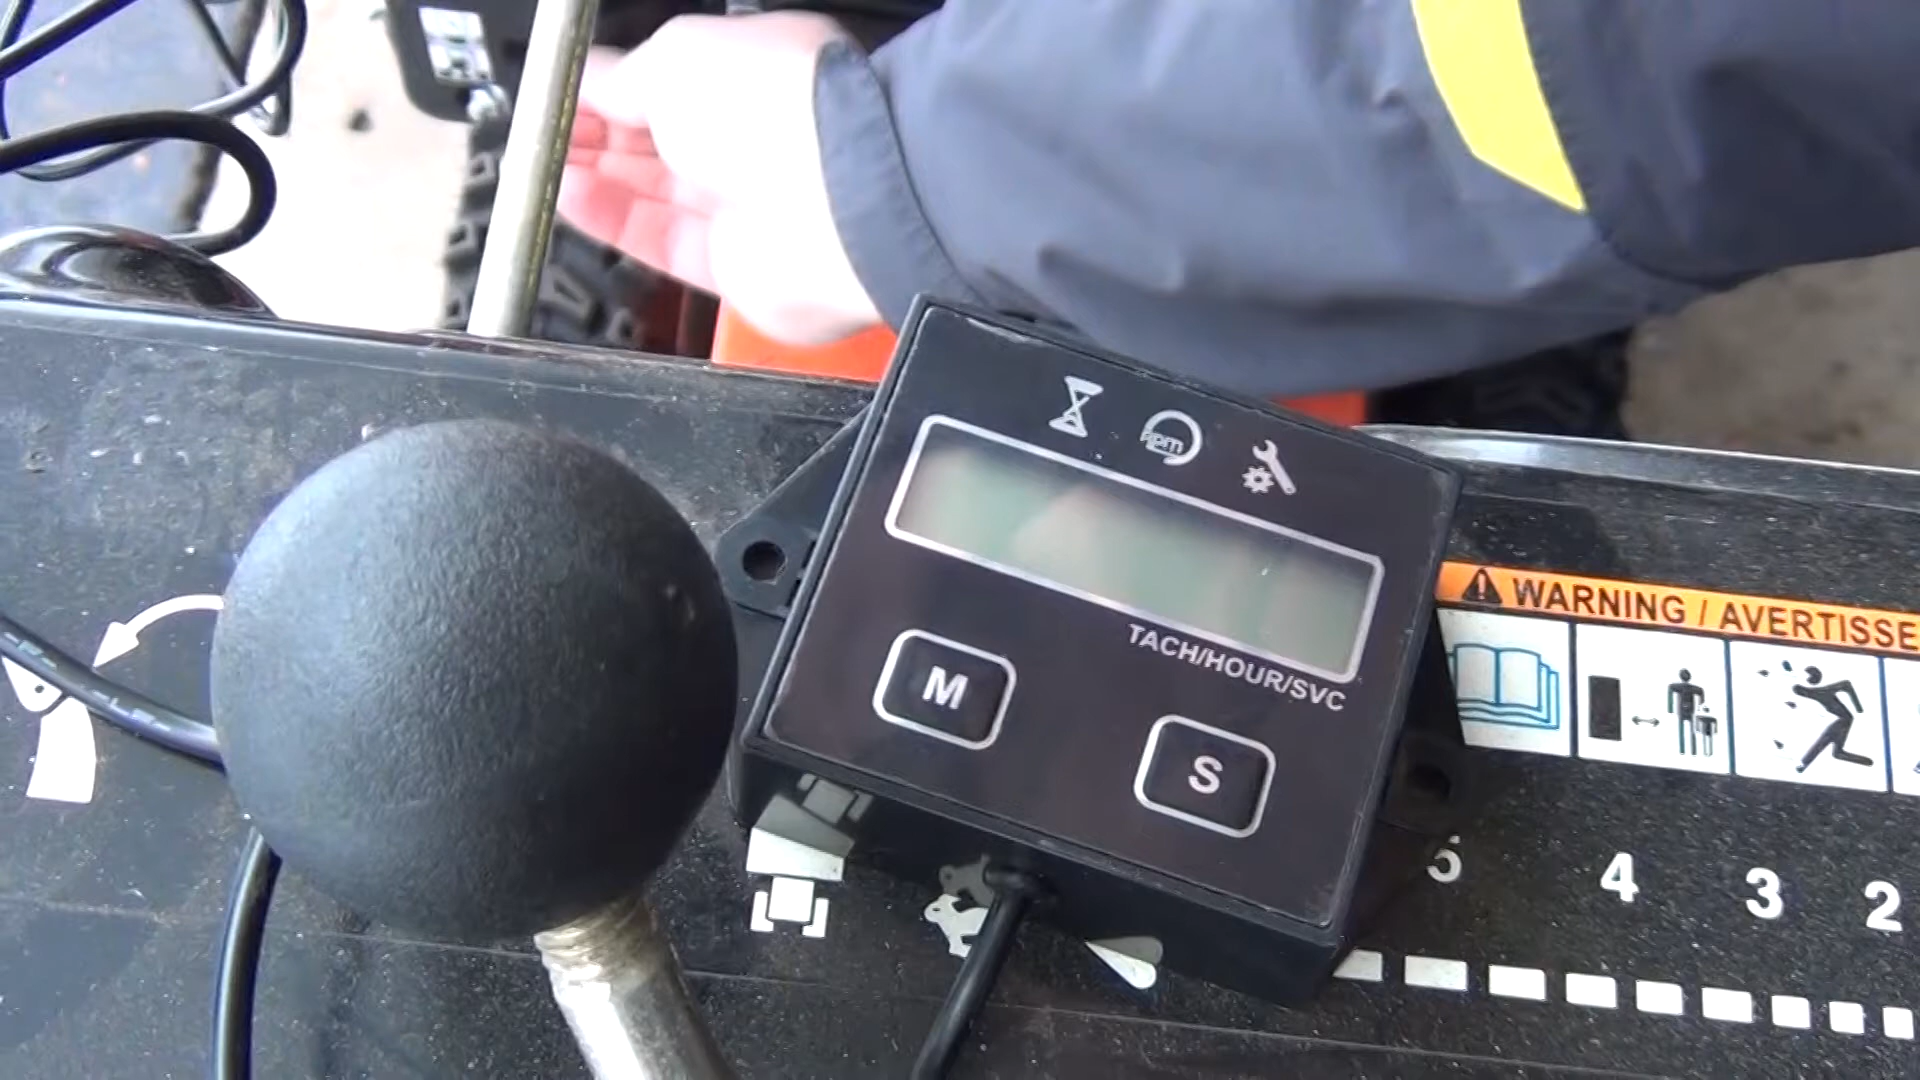 rpm
TACH/HOUR/SVC
M
S
WARNING / AVERTISSE
5 4 3 2